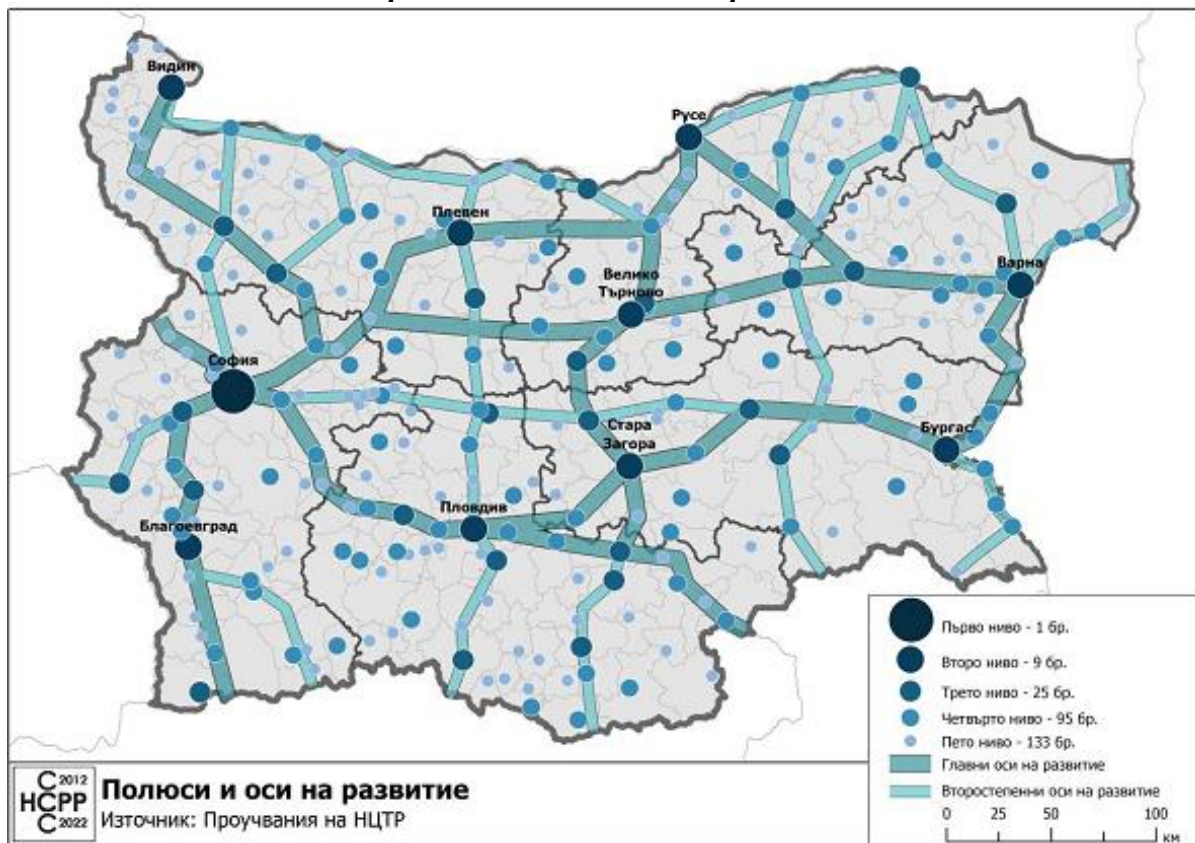 Видин
Русе
Плевен
Велико
Търново
Варна
София
Стара
Загора
Бургас
Пловдив
Благоевград
Първо ниво - 1 бр.
Второ ниво - 9 бр.
Трето ниво - 25 бр.
Четвърто ниво - 95 бр.
Пето ниво - 133 бр.
Главни оси на развитие
Второстепенни оси на развитие
0 25 50 100
км
С 2012
НСРР
С 2022
Полюси и оси на развитие
Източник: Проучвания на НЦТР